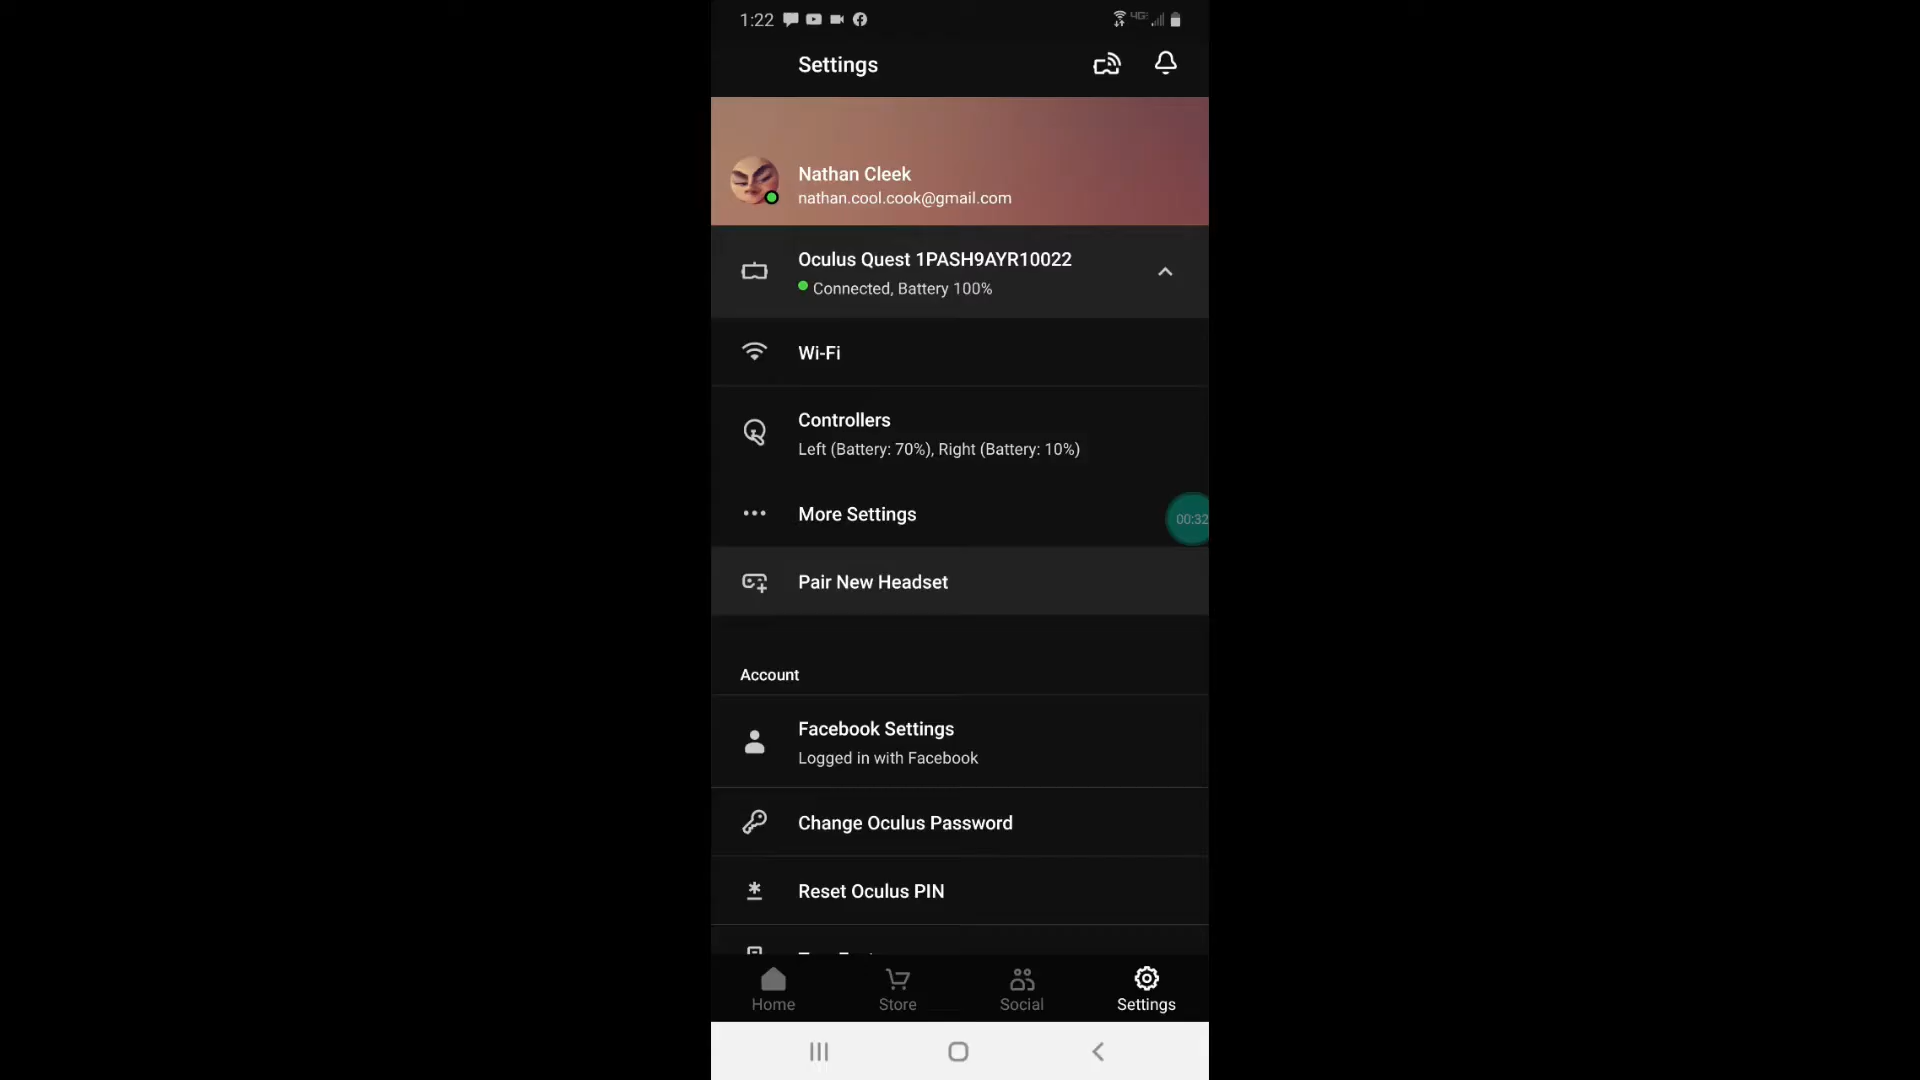 1:22
4G
Settings
Nathan Cleek
nathan.cool.cook@gmail.com
Oculus Quest 1PASH9AYR10022
Connected, Battery 100%
Wi-Fi
Controllers
Left (Battery: 70%), Right (Battery: 10%)
More Settings
00:32
Pair New Headset
Account
Facebook Settings
Logged in with Facebook
Change Oculus Password
Reset Oculus PIN
Home
Store
Social
Settings